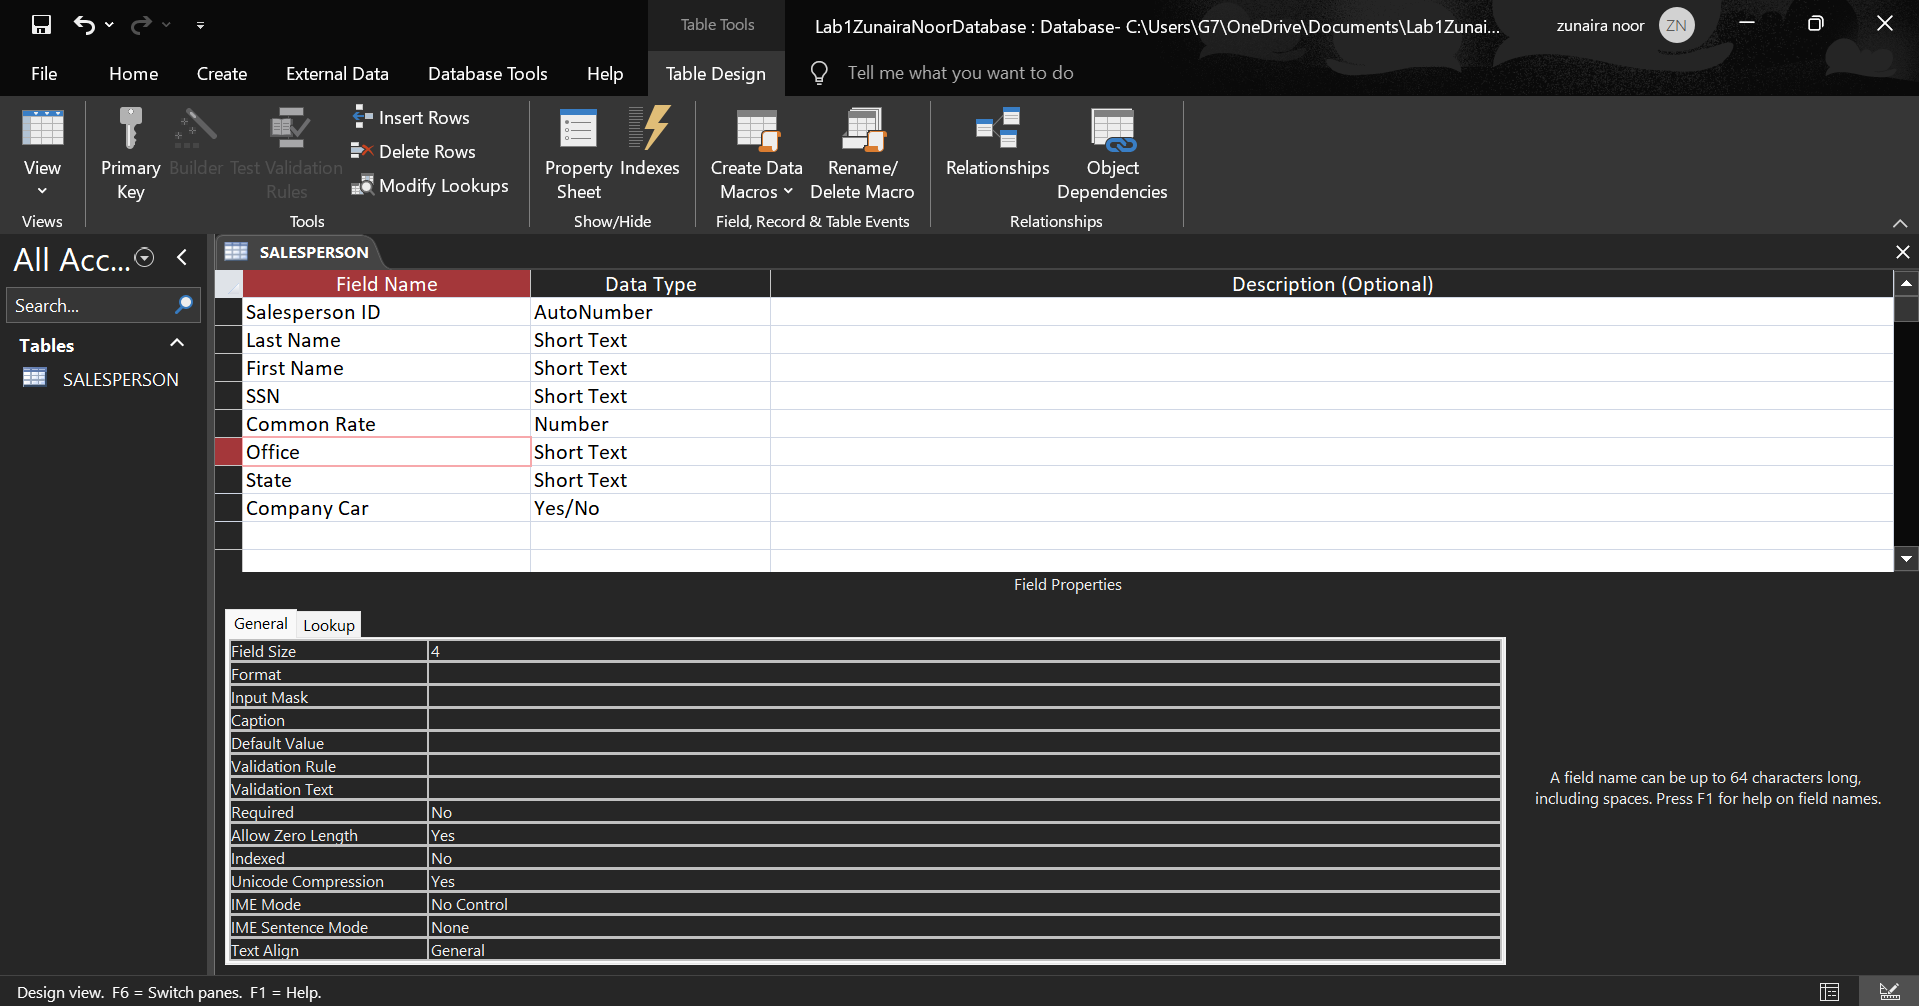 Table Tools
Lab1ZunairaNoorDatabase : Database- C:\Users\G7\OneDrive\Documents\Lab1Zunai...
zunaira noor
ZN
File
Home
Create
External Data
Database Tools
Help
Table Design
Tell me what you want to do
View
Primary
Key
Builder
Test Validation
Rules
Insert Rows
Delete Rows
Modify Lookups
Property
Sheet
Indexes
Create Data
Macros
Rename/
Delete Macro
Relationships
Object
Dependencies
Views
Tools
Show/Hide
Field, Record & Table Events
Relationships
All Acc...
Search...
Tables
SALESPERSON
SALESPERSON
Field Name Data Type Description (Optional)
Salesperson ID AutoNumber
Last Name Short Text
First Name Short Text
SSN Short Text
Common Rate Number
Office Short Text
State Short Text
Company Car Yes/No
Field Properties
General Lookup
Field Size 4
Format
Input Mask
Caption
Default Value
Validation Rule
Validation Text
Required No
Allow Zero Length Yes
Indexed No
Unicode Compression Yes
IME Mode No Control
IME Sentence Mode None
Text Align General
A field name can be up to 64 characters long,
including spaces. Press F1 for help on field names.
Design view. F6 = Switch panes. F1 = Help.